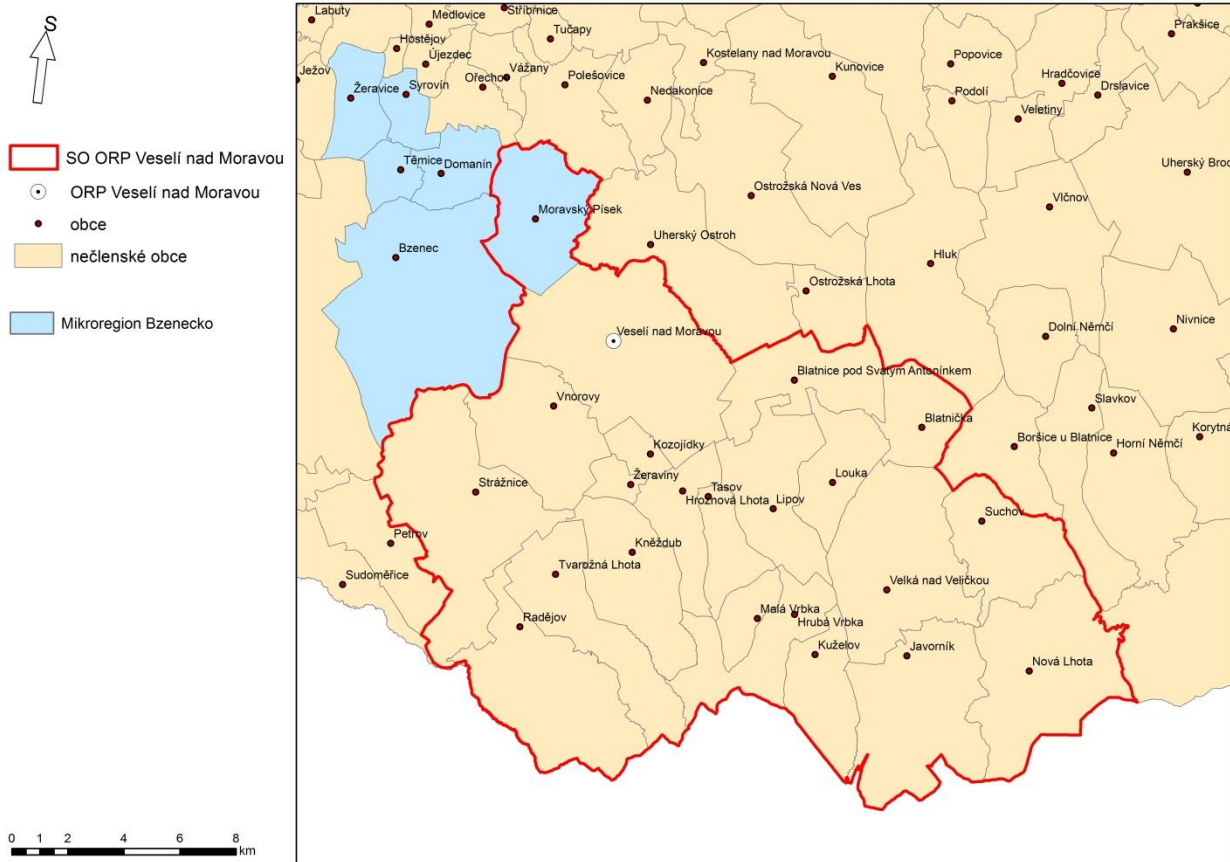 S
SO ORP Veselí nad Moravou
ORP Veselí nad Moravou
obce
nečlenské obce
Mikroregion Bzenecko
0 1 2 4 6 8
km
Labuty
Medlovice
Stříbrnice
Tučapy
Hostějov
Újezdec
Kostelany nad Moravou
Popovice
Prakšice
Ježov
Žeravice
Syrovín
Ořechov
Vážany
Polešovice
Nedakonice
Kunovice
Podolí
Hradčovice
Drslavice
Veletiny
Těmice
Domanín
Uherský Brod
Ostrožská Nová Ves
Vlčnov
Moravský Písek
Bzenec
Uherský Ostroh
Hluk
Ostrožská Lhota
Veselí nad Moravou
Dolní Němčí
Nivnice
Blatnice pod Svatým Antonínkem
Vnorovy
Slavkov
Blatnička
Boršice u Blatnice
Horní Němčí
Korytná
Kozojídky
Strážnice
Žeraviny
Hroznová Lhota
Tasov
Lipov
Louka
Suchov
Petrov
Kněždub
Sudoměřice
Tvarožná Lhota
Velká nad Veličkou
Radějov
Malá Vrbka
Hrubá Vrbka
Kuželov
Javorník
Nová Lhota